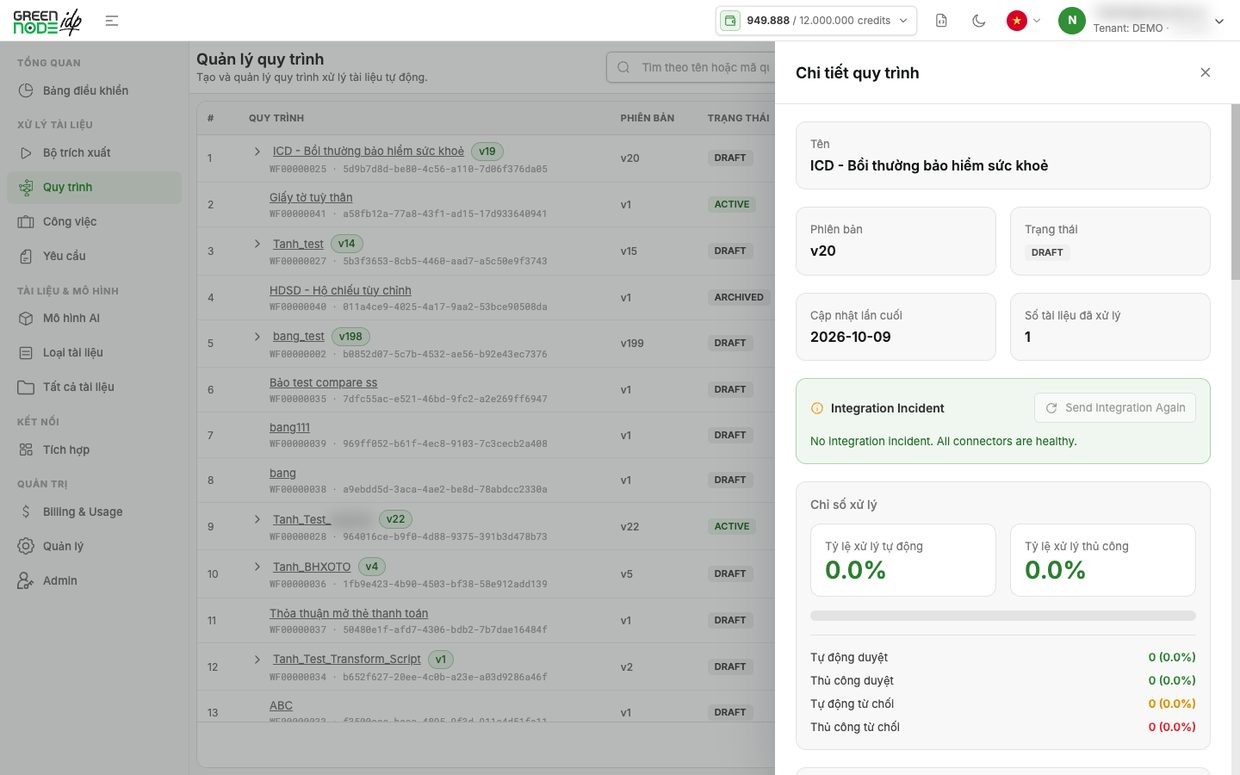 GREEN NODE idp
949.888 / 12.000.000 credits
N
Tenant: DEMO -
TỔNG QUAN
Bảng điều khiển
XỬ LÝ TÀI LIỆU
Bộ trích xuất
Quy trình
Công việc
Yêu cầu
TÀI LIỆU & MÔ HÌNH
Mô hình AI
Loại tài liệu
Tất cả tài liệu
KẾT NỐI
Tích hợp
QUẢN TRỊ
Billing & Usage
Quản lý
Admin
Quản lý quy trình
Tạo và quản lý quy trình xử lý tài liệu tự động.
Tìm theo tên hoặc mã qu
# QUY TRÌNH PHIÊN BẢN TRẠNG THÁI
1 ICD - Bồi thường bảo hiểm sức khoẻ v19 v20 DRAFT
WF00000025 · 5d9b7d8d-be80-4c56-a110-7d06f376da05
2 Giấy tờ tuỳ thân v1 ACTIVE
WF00000041 · a58fb12a-77a8-43f1-ad15-17d933640941
3 Tanh_test v14 v15 DRAFT
WF00000027 · 5b3f3653-8cb5-4460-aad7-a5c50e9f3743
4 HDSD - Hộ chiếu tùy chỉnh v1 ARCHIVED
WF00000040 · 011a4ce9-4025-4a17-9aa2-53bce90508da
5 bang_test v198 v199 DRAFT
WF00000002 · b0852d07-5c7b-4532-ae56-b92e43ec7376
6 Bảo test compare ss v1 DRAFT
WF00000035 · 7dfc55ac-e521-46bd-9fc2-a2e269ff6947
7 bang111 v1 DRAFT
WF00000039 · 969ff052-b61f-4ec8-9103-7c3cecb2a408
8 bang v1 DRAFT
WF00000038 · a9ebdd5d-3aca-4ae2-be8d-78abdcc2330a
9 Tanh_Test_ v22 v22 ACTIVE
WF00000028 · 964016ce-b9f0-4d88-9375-391b3d478b73
10 Tanh_BHXOTO v4 v5 DRAFT
WF00000036 · 1fb9e423-4b90-4503-bf38-58e912add139
11 Thỏa thuận mở thẻ thanh toán v1 DRAFT
WF00000037 · 50480e1f-afd7-4306-bdb2-7b7dae16484f
12 Tanh_Test_Transform_Script v1 v2 DRAFT
WF00000034 · b652f627-20ee-4c0b-a23e-a03d9286a46f
13 ABC v1 DRAFT
Chi tiết quy trình
Tên
ICD - Bồi thường bảo hiểm sức khoẻ
Phiên bản
v20
Trạng thái
DRAFT
Cập nhật lần cuối
2026-10-09
Số tài liệu đã xử lý
1
Integration Incident
Send Integration Again
No integration incident. All connectors are healthy.
Chỉ số xử lý
Tỷ lệ xử lý tự động
0.0%
Tỷ lệ xử lý thủ công
0.0%
Tự động duyệt 0 (0.0%)
Thủ công duyệt 0 (0.0%)
Tự động từ chối 0 (0.0%)
Thủ công từ chối 0 (0.0%)